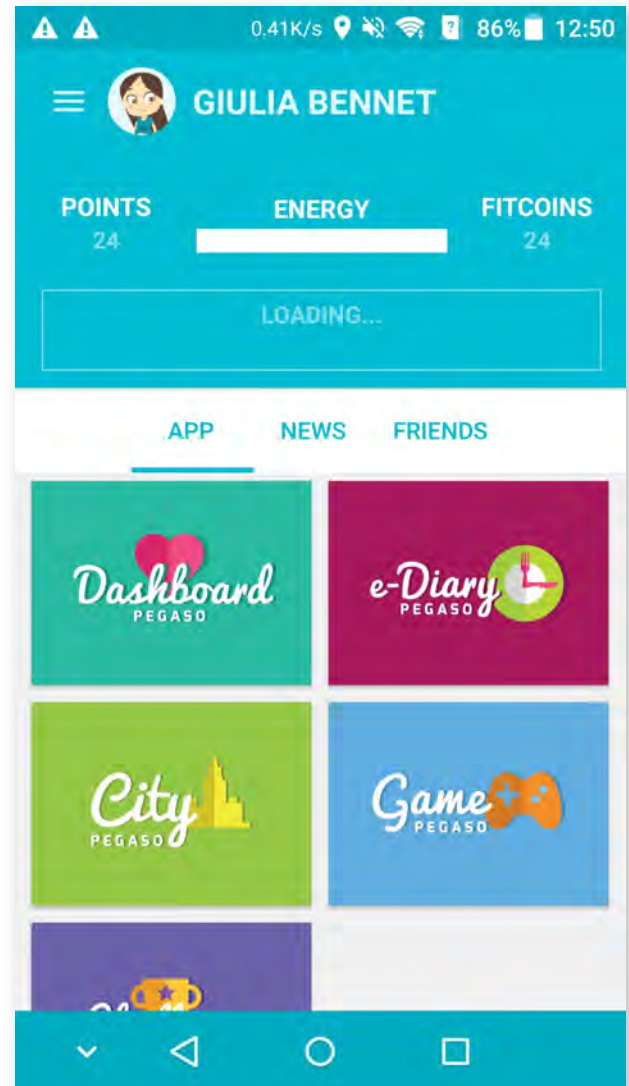 0.41K/s 86% 12:50
GIULIA BENNET
POINTS ENERGY FITCOINS
24 24
LOADING...
APP NEWS FRIENDS
Dashboard e-Diary
PEGASO PEGASO
City Game
PEGASO PEGASO